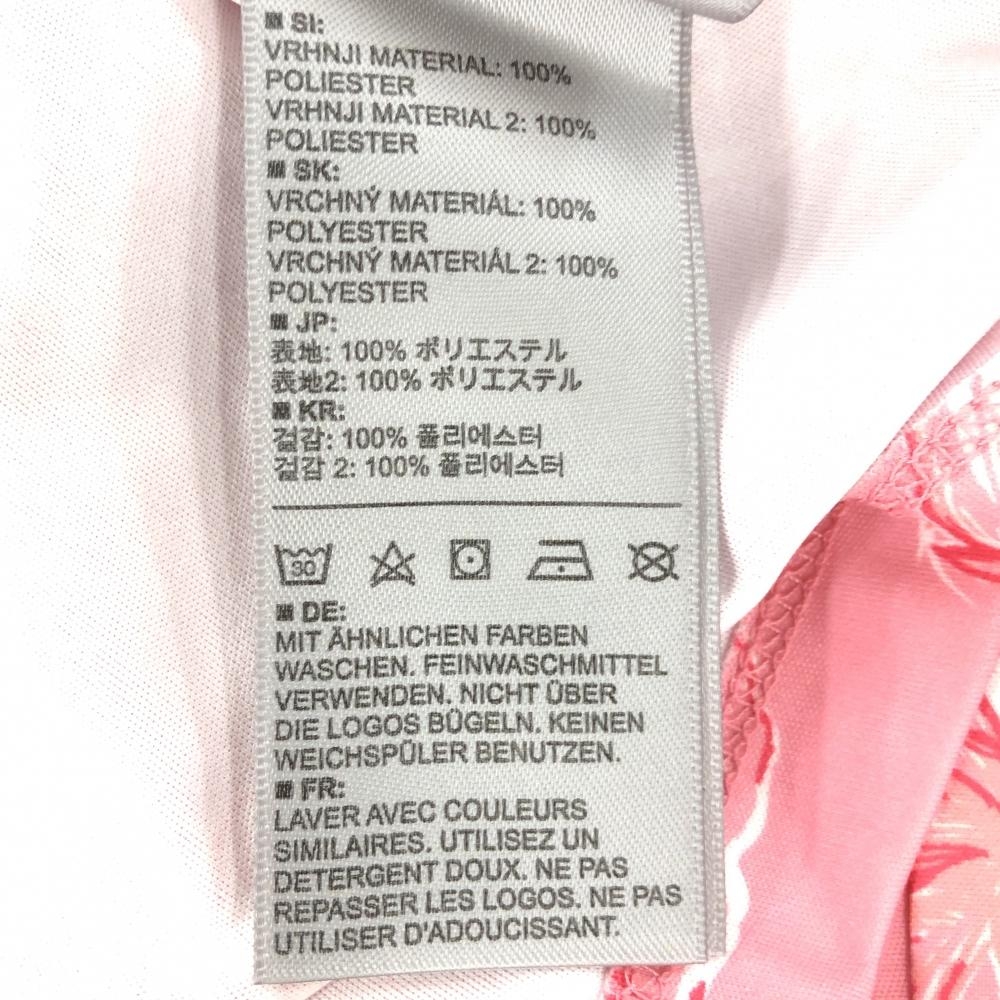 SI:
VRHNJI MATERIAL: 100%
POLIESTER
VRHNJI MATERIAL 2: 100%
POLIESTER
SK:
VRCHNÝ MATERIÁL: 100%
POLYESTER
VRCHNÝ MATERIÁL 2: 100%
POLYESTER
JP:
表地: 100% ポリエステル
表地2: 100% ポリエステル
KR:
겉감: 100% 폴리에스터
겉감 2: 100% 폴리에스터
30
DE:
MIT ÄHNLICHEN FARBEN
WASCHEN. FEINWASCHMITTEL
VERWENDEN. NICHT ÜBER
DIE LOGOS BÜGELN. KEINEN
WEICHSPÜLER BENUTZEN.
FR:
LAVER AVEC COULEURS
SIMILAIRES. UTILISEZ UN
DETERGENT DOUX. NE PAS
REPASSER LES LOGOS. NE PAS
UTILISER D'ADOUCISSANT.